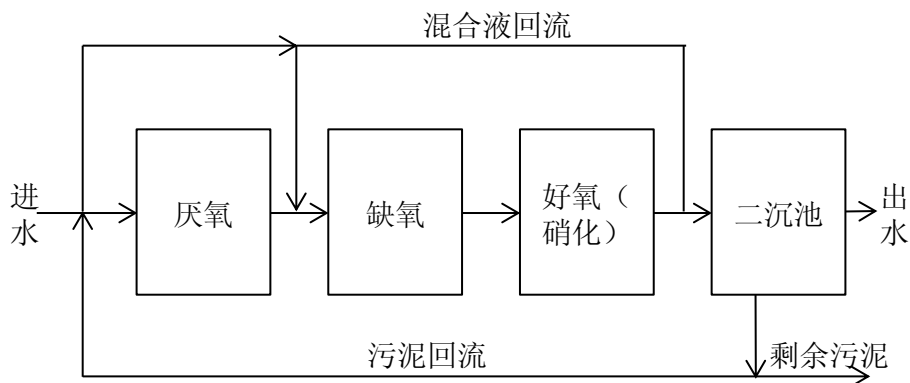 混合液回流
进
水
厌氧
缺氧
好氧（
硝化）
二沉池
出
水
污泥回流
剩余污泥